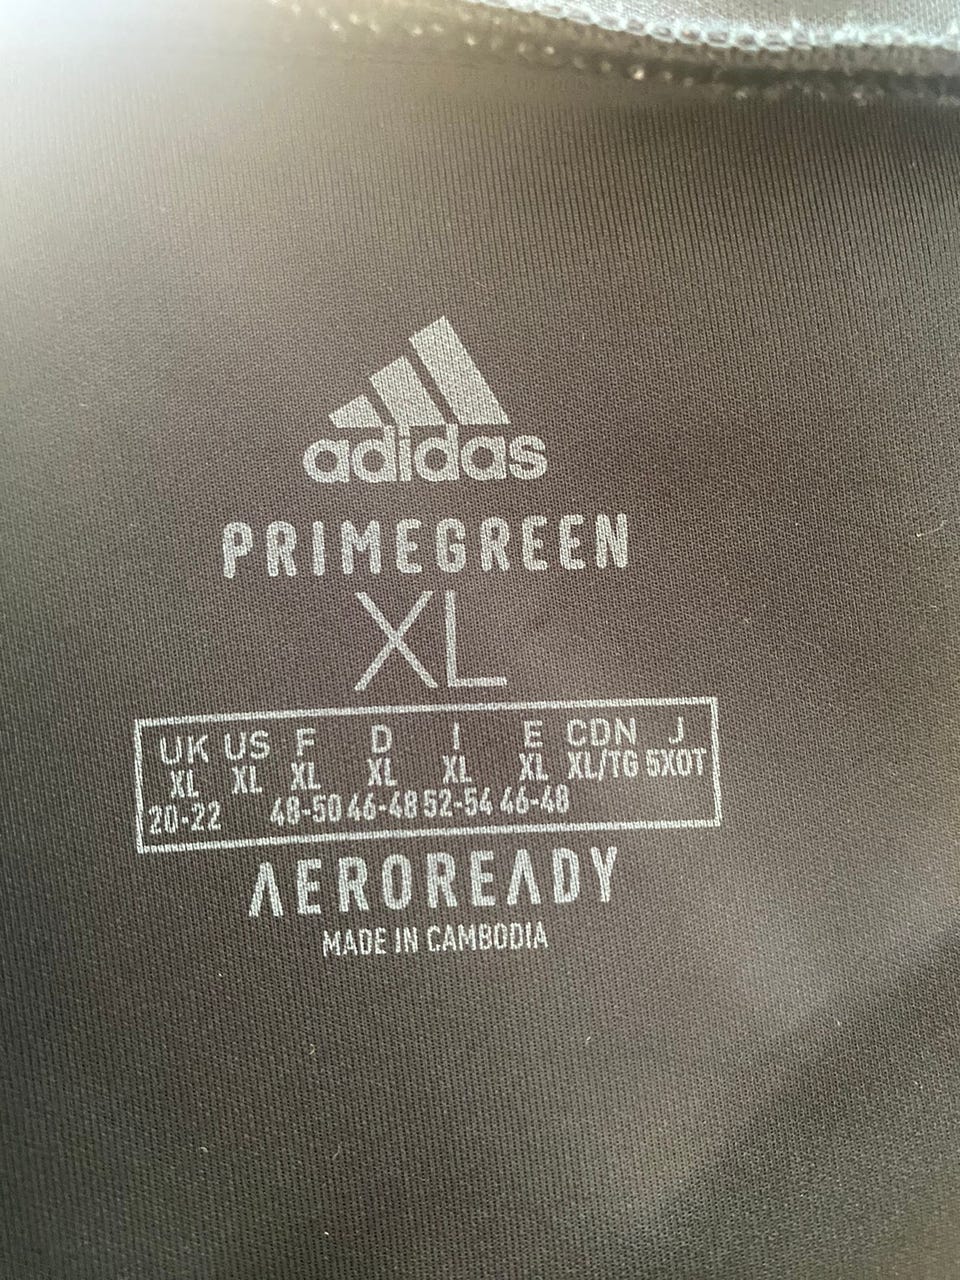 adidas
PRIMEGREEN
XL
UK US F D I E CDN J
XL XL XL XL XL XL XL/TG 5XOT
20-22 48-50 46-48 52-54 46-48
AEROREADY
MADE IN CAMBODIA